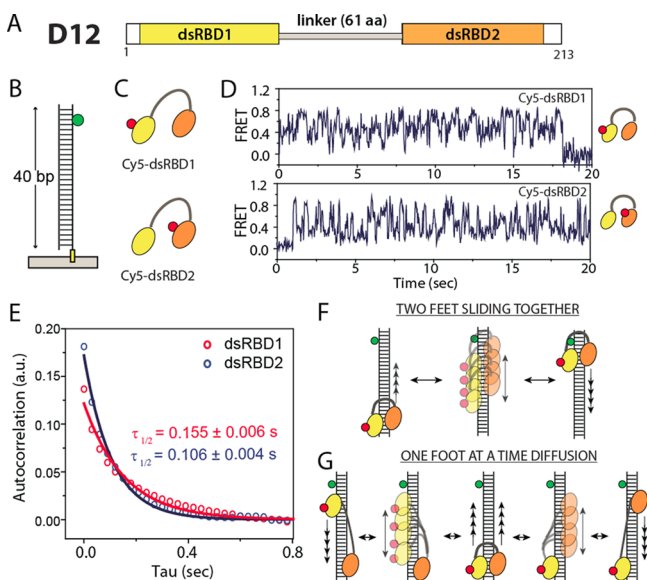 A
D12
linker (61 aa)
dsRBD1
dsRBD2
1
213
B
40 bp
C
Cy5-dsRBD1
Cy5-dsRBD2
D
FRET
1.2
0.8
0.4
0.0
Cy5-dsRBD1
0
5
10
15
20
FRET
1.2
0.8
0.4
0.0
Cy5-dsRBD2
0
5
10
15
20
Time (sec)
E
Autocorrelation (a.u.)
0.20
0.15
0.10
0.05
0.00
dsRBD1
dsRBD2
τ 1/2 = 0.155 ± 0.006 s
τ 1/2 = 0.106 ± 0.004 s
0.0
0.4
0.8
Tau (sec)
F
TWO FEET SLIDING TOGETHER
G
ONE FOOT AT A TIME DIFFUSION